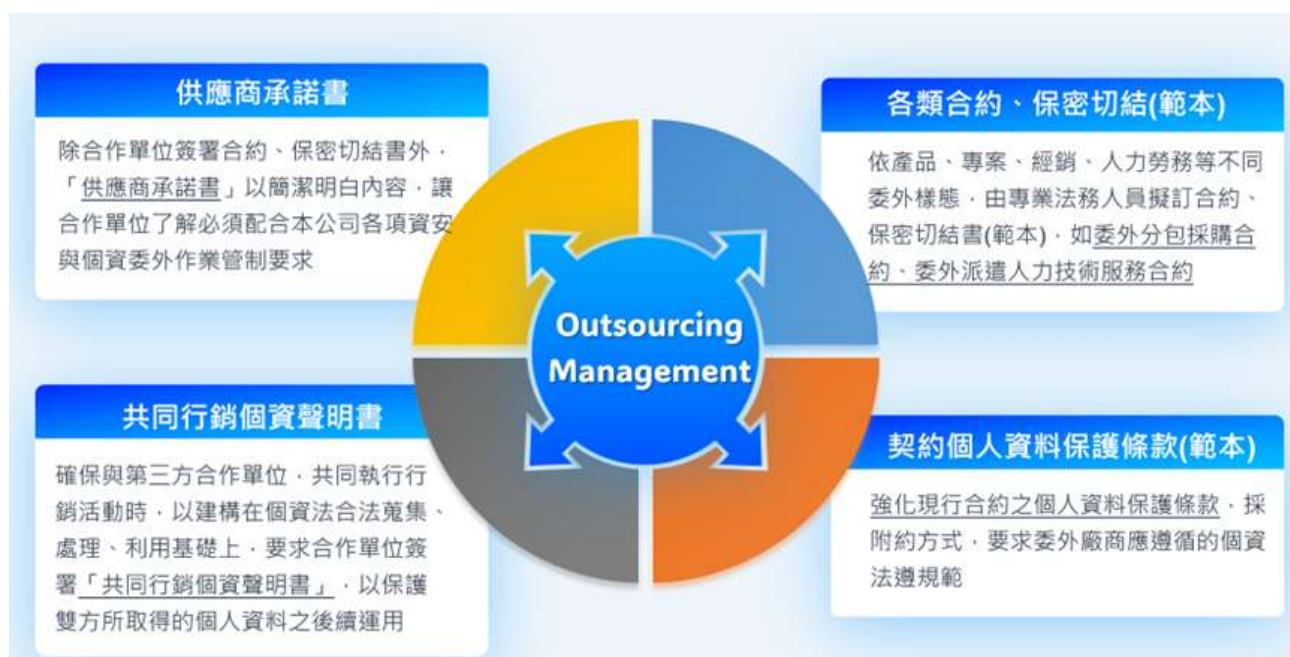 供應商承諾書
除合作單位簽署合約、保密切結書外，
「供應商承諾書」以簡潔明白內容，讓
合作單位了解必須配合本公司各項資安
與個資委外作業管制要求
各類合約、保密切結(範本)
依產品、專案、經銷、人力勞務等不同
委外樣態，由專業法務人員擬訂合約、
保密切結書(範本)，如委外分包採購合
約、委外派遣人力技術服務合約
Outsourcing
Management
共同行銷個資聲明書
確保與第三方合作單位，共同執行行
銷活動時，以建構在個資法合法蒐集、
處理、利用基礎上，要求合作單位簽
署「共同行銷個資聲明書」，以保護
雙方所取得的個人資料之後續運用
契約個人資料保護條款(範本)
強化現行合約之個人資料保護條款，採
附約方式，要求委外廠商應遵循的個資
法遵規範